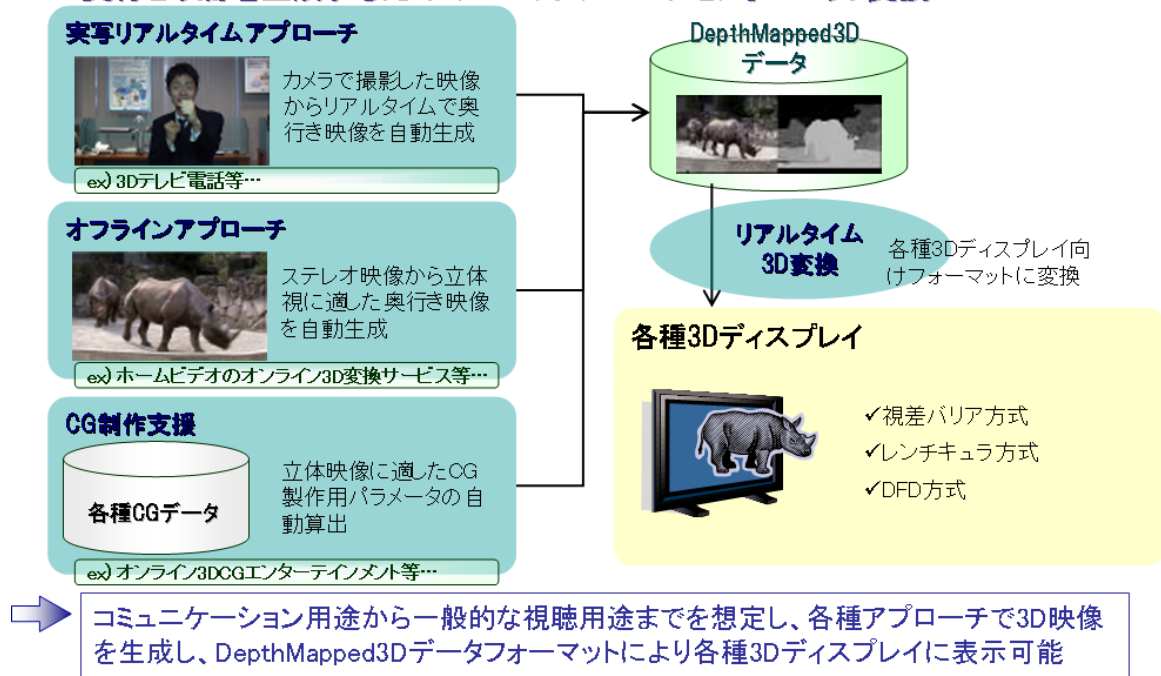 実写リアルタイムアプローチ
カメラで撮影した映像
からリアルタイムで奥
行き映像を自動生成
ex) 3Dテレビ電話等…
オフラインアプローチ
ステレオ映像から立体
視に適した奥行き映像
を自動生成
ex) ホームビデオのオンライン3D変換サービス等…
CG制作支援
各種CGデータ
立体映像に適したCG
製作用パラメータの自
動算出
ex) オンライン3DCGエンターテインメント等…
DepthMapped3D
データ
リアルタイム
3D変換
各種3Dディスプレイ向
けフォーマットに変換
各種3Dディスプレイ
✓視差バリア方式
✓レンチキュラ方式
✓DFD方式
コミュニケーション用途から一般的な視聴用途までを想定し、各種アプローチで3D映像
を生成し、DepthMapped3Dデータフォーマットにより各種3Dディスプレイに表示可能